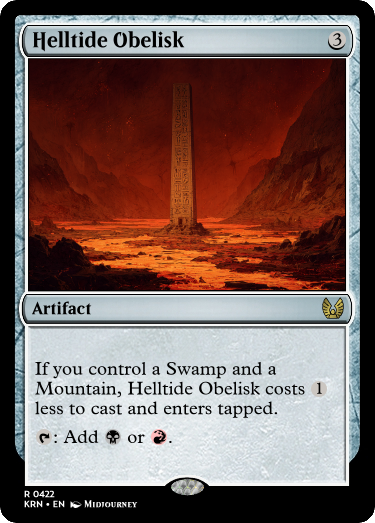 Helltide Obelisk 3
Artifact
If you control a Swamp and a
Mountain, Helltide Obelisk costs 1
less to cast and enters tapped.
: Add or .
R 0422
KRN • EN Midjourney